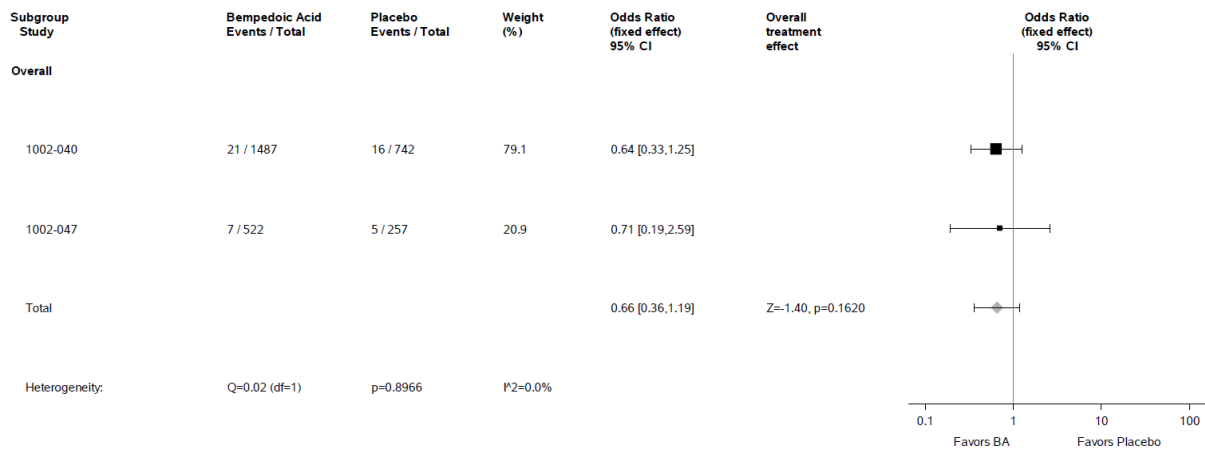 Subgroup Study Bempedoic Acid Events / Total Placebo Events / Total Weight (%) Odds Ratio (fixed effect) 95% CI Overall treatment effect Odds Ratio (fixed effect) 95% CI
Overall
1002-040 21 / 1487 16 / 742 79.1 0.64 [0.33,1.25]
1002-047 7 / 522 5 / 257 20.9 0.71 [0.19,2.59]
Total 0.66 [0.36,1.19] Z=-1.40, p=0.1620
Heterogeneity: Q=0.02 (df=1) p=0.8966 I^2=0.0%
0.1 1 10 100
Favors BA Favors Placebo